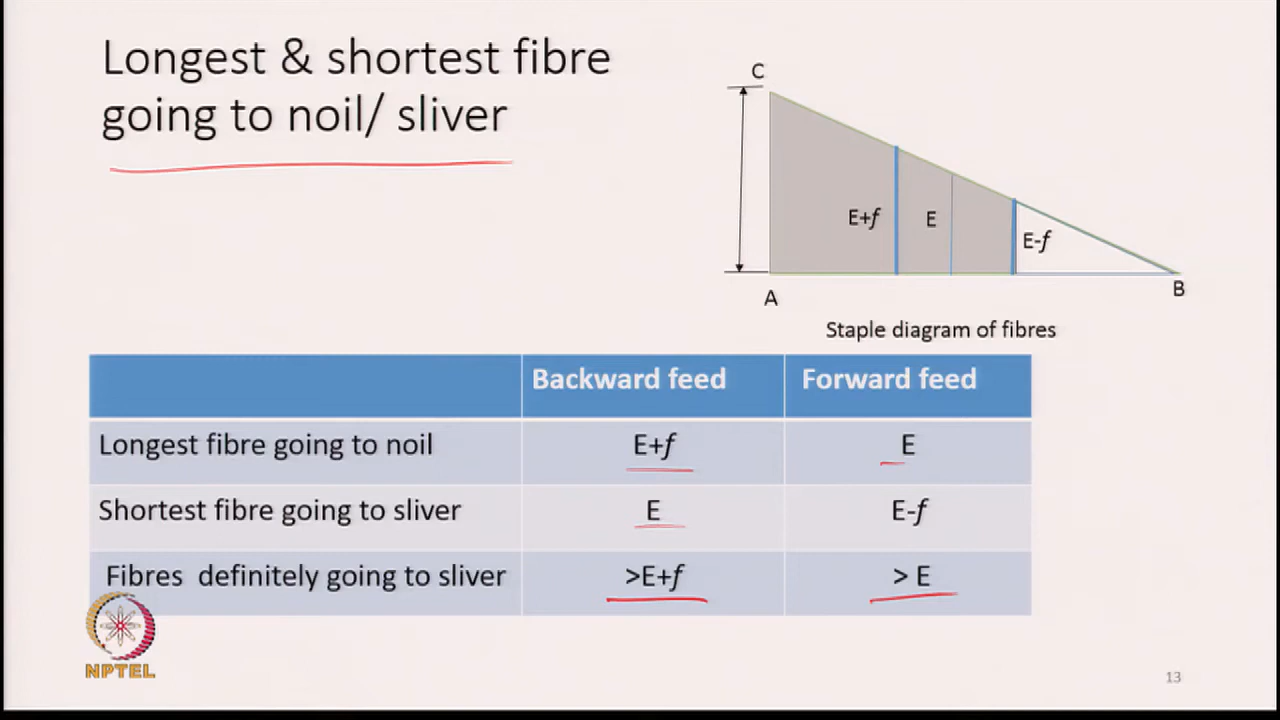 Longest & shortest fibre
going to noil/ sliver
C
E+f
E
E-f
A
B
Staple diagram of fibres
Backward feed Forward feed
Longest fibre going to noil E+f E
Shortest fibre going to sliver E E-f
Fibres definitely going to sliver >E+f > E
NPTEL
13